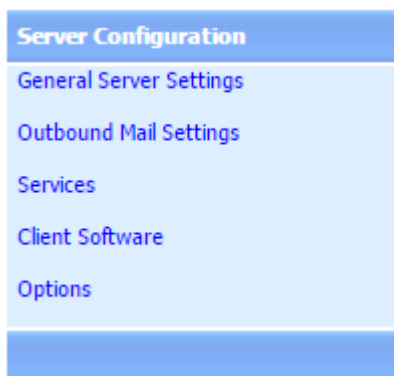 Server Configuration
General Server Settings
Outbound Mail Settings
Services
Client Software
Options